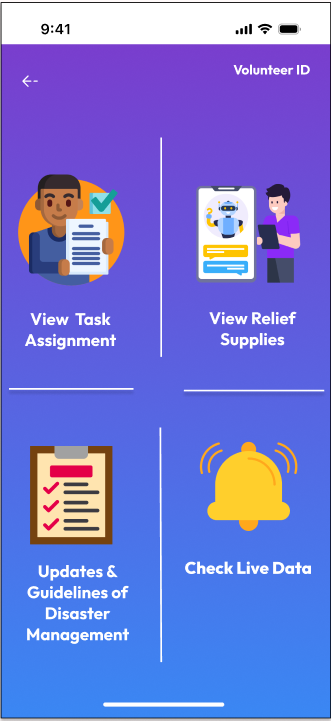 9:41
Volunteer ID
View Task
Assignment
View Relief
Supplies
Updates &
Guidelines of
Disaster
Management
Check Live Data